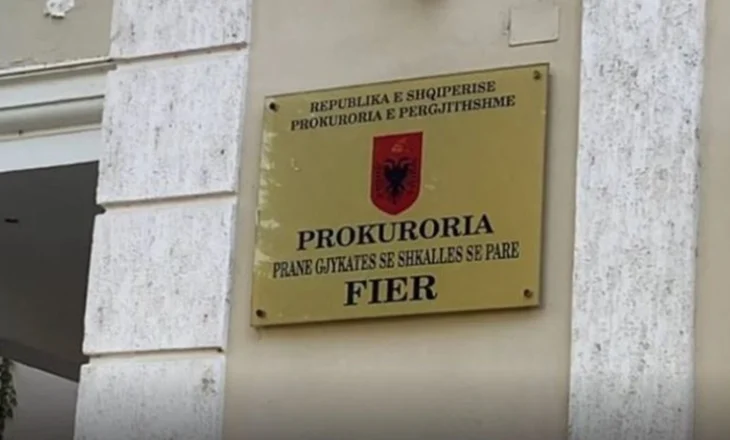 REPUBLIKA E SHQIPERISE
PROKURORIA E PERGJITHSHME
PROKURORIA
PRANE GJYKATES SE SHKALLES SE PARE
FIER